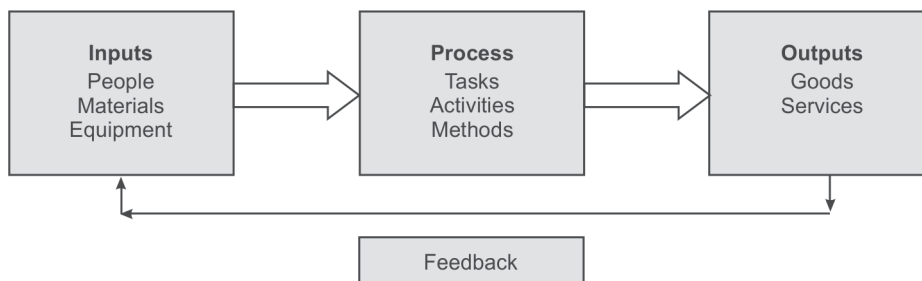 Inputs
People
Materials
Equipment
Process
Tasks
Activities
Methods
Outputs
Goods
Services
Feedback